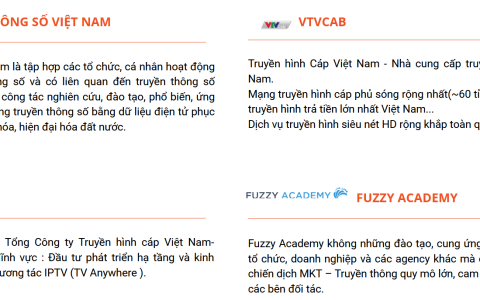 ÔNG SỐ VIỆT NAM
m là tập hợp các tổ chức, cá nhân hoạt động
g số và có liên quan đến truyền thông số
công tác nghiên cứu, đào tạo, phổ biến, ứng
ng truyền thông số bằng dữ liệu điện tử phục
hóa, hiện đại hóa đất nước.
VTVcab VTVCAB
Truyền hình Cáp Việt Nam - Nhà cung cấp truy
Nam.
Mạng truyền hình cáp phủ sóng rộng nhất(~60 tỉ
truyền hình trả tiền lớn nhất Việt Nam...
Dịch vụ truyền hình siêu nét HD rộng khắp toàn q
Tổng Công ty Truyền hình cáp Việt Nam-
ĩnh vực : Đầu tư phát triển hạ tầng và kinh
ương tác IPTV (TV Anywhere ).
FUZZY ACADEMY FUZZY ACADEMY
Fuzzy Academy không những đào tạo, cung ứng
tổ chức, doanh nghiệp và các agency khác mà c
chiến dịch MKT – Truyền thông quy mô lớn, cam
các bên đối tác.